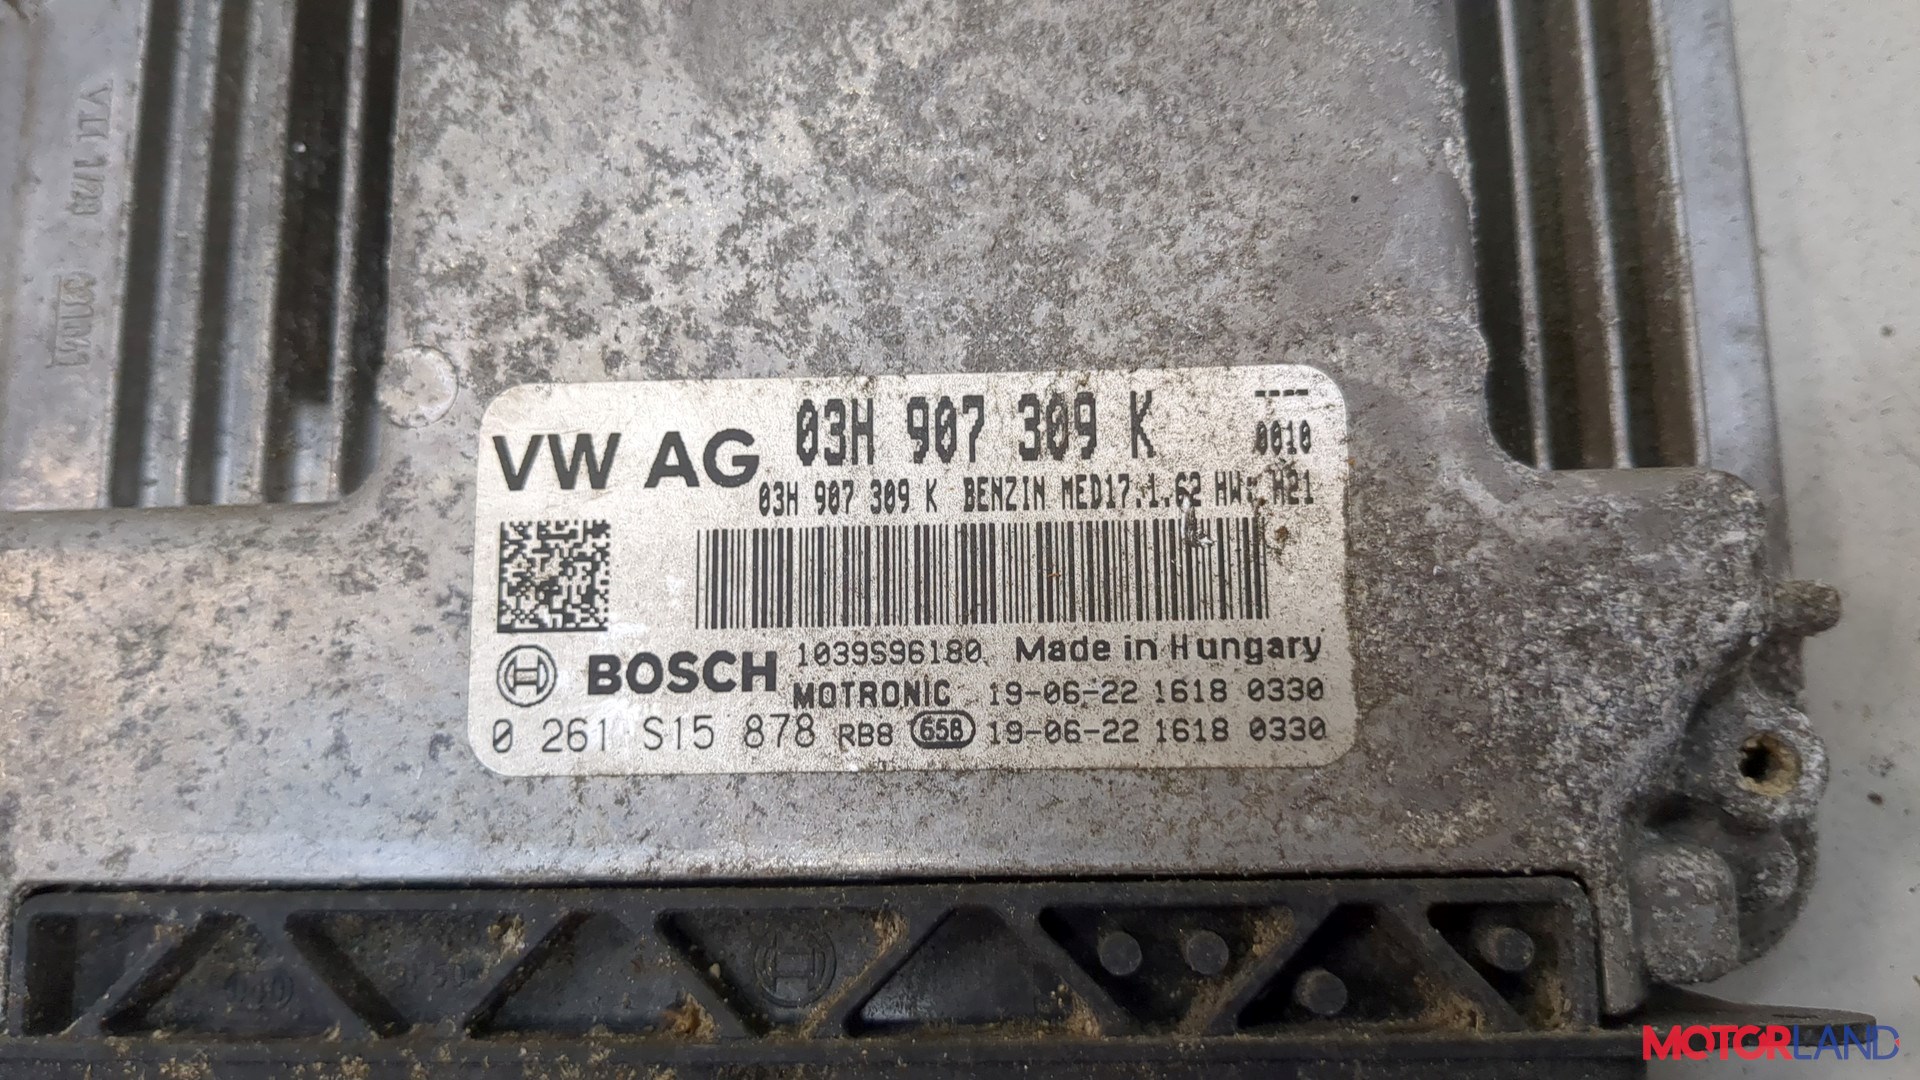 VW AG 03H 907 309 K ----
0010
03H 907 309 K BENZIN MED17.1.62 HW: H21
BOSCH 1039S96180 Made in Hungary
MOTRONIC 19-06-22 1618 0330
0 261 S15 878 RB8 658 19-06-22 1618 0330
MOTORLAND